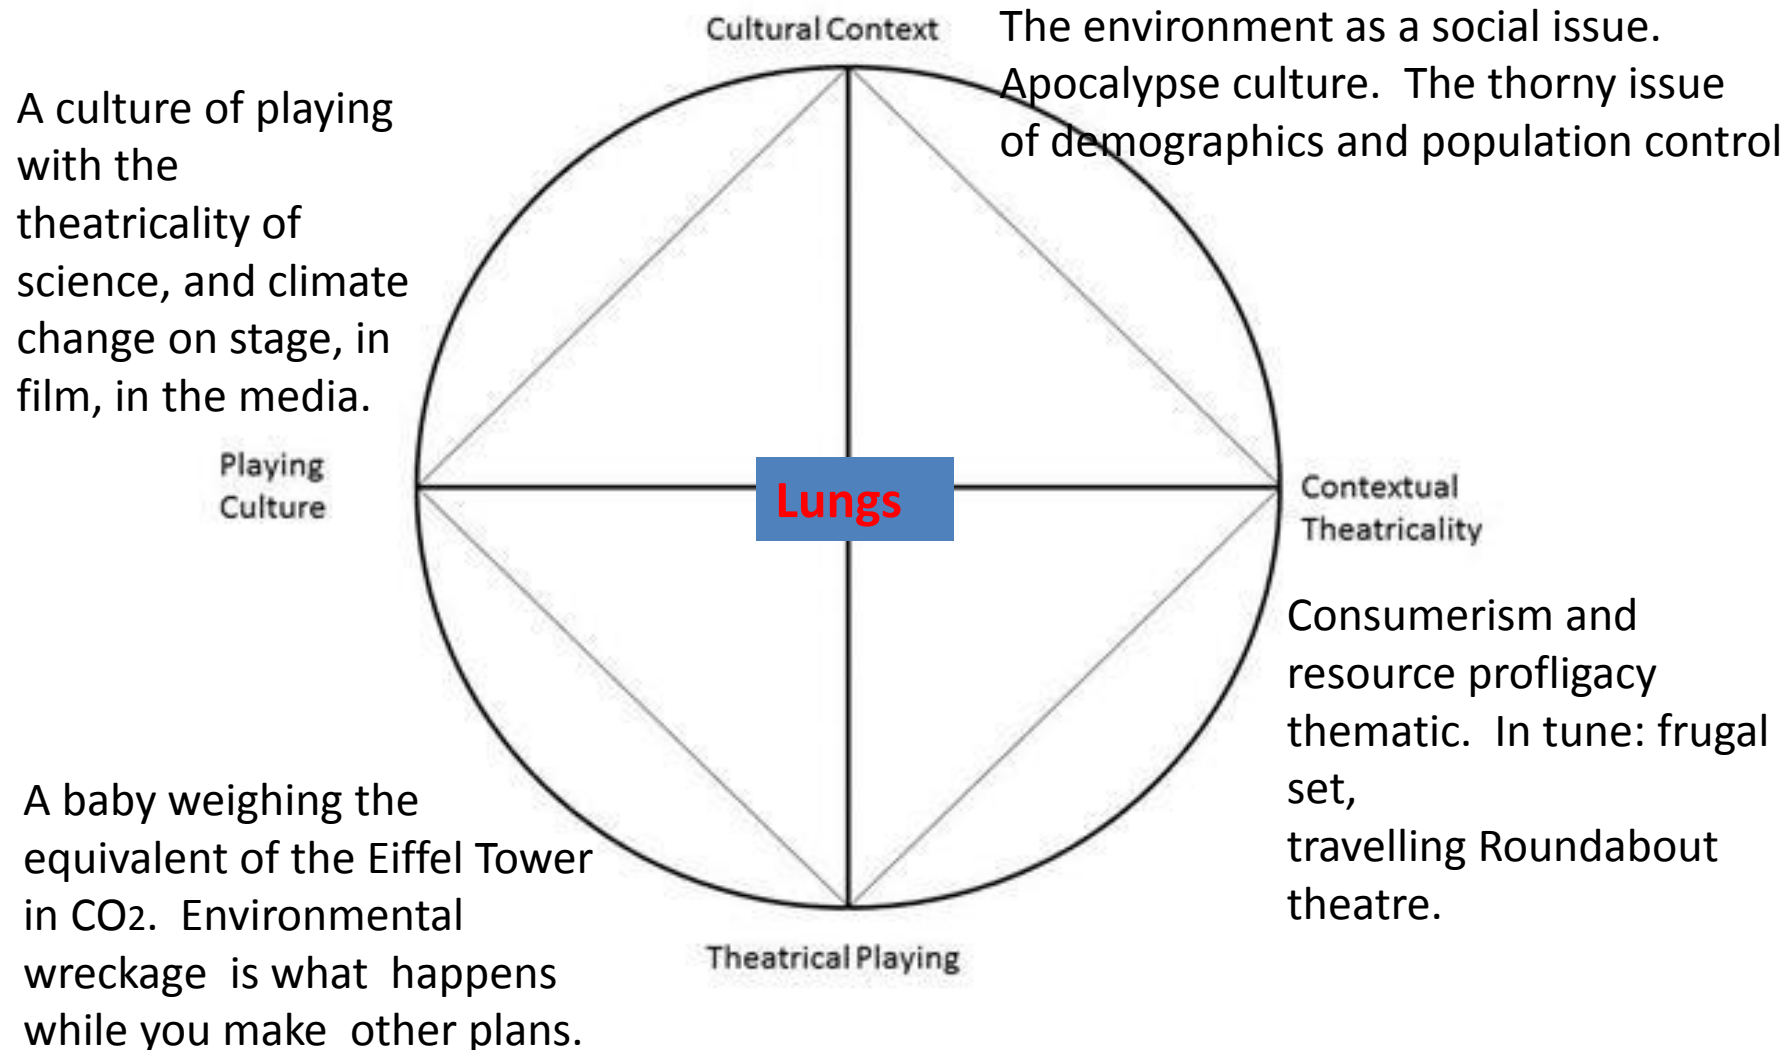 Cultural Context
The environment as a social issue.
Apocalypse culture.  The thorny issue
of demographics and population control
A culture of playing
with the
theatricality of
science, and climate
change on stage, in
film, in the media.
Playing
Culture
Lungs
Contextual
Theatricality
Consumerism and
resource profligacy
thematic.  In tune: frugal
set,
travelling Roundabout
theatre.
A baby weighing the
equivalent of the Eiffel Tower
in CO2.  Environmental
wreckage  is what  happens
while you make  other plans.
Theatrical Playing